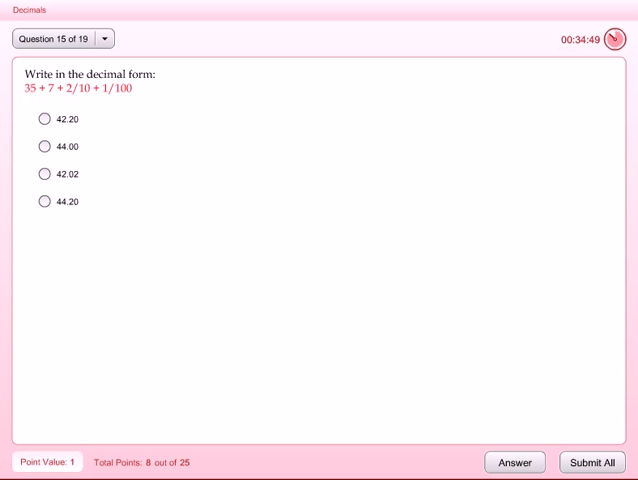 Decimals
Question 15 of 19
00:34:49
Write in the decimal form:
35 + 7 + 2/10 + 1/100
42.20
44.00
42.02
44.20
Point Value: 1
Total Points: 8 out of 25
Answer
Submit All